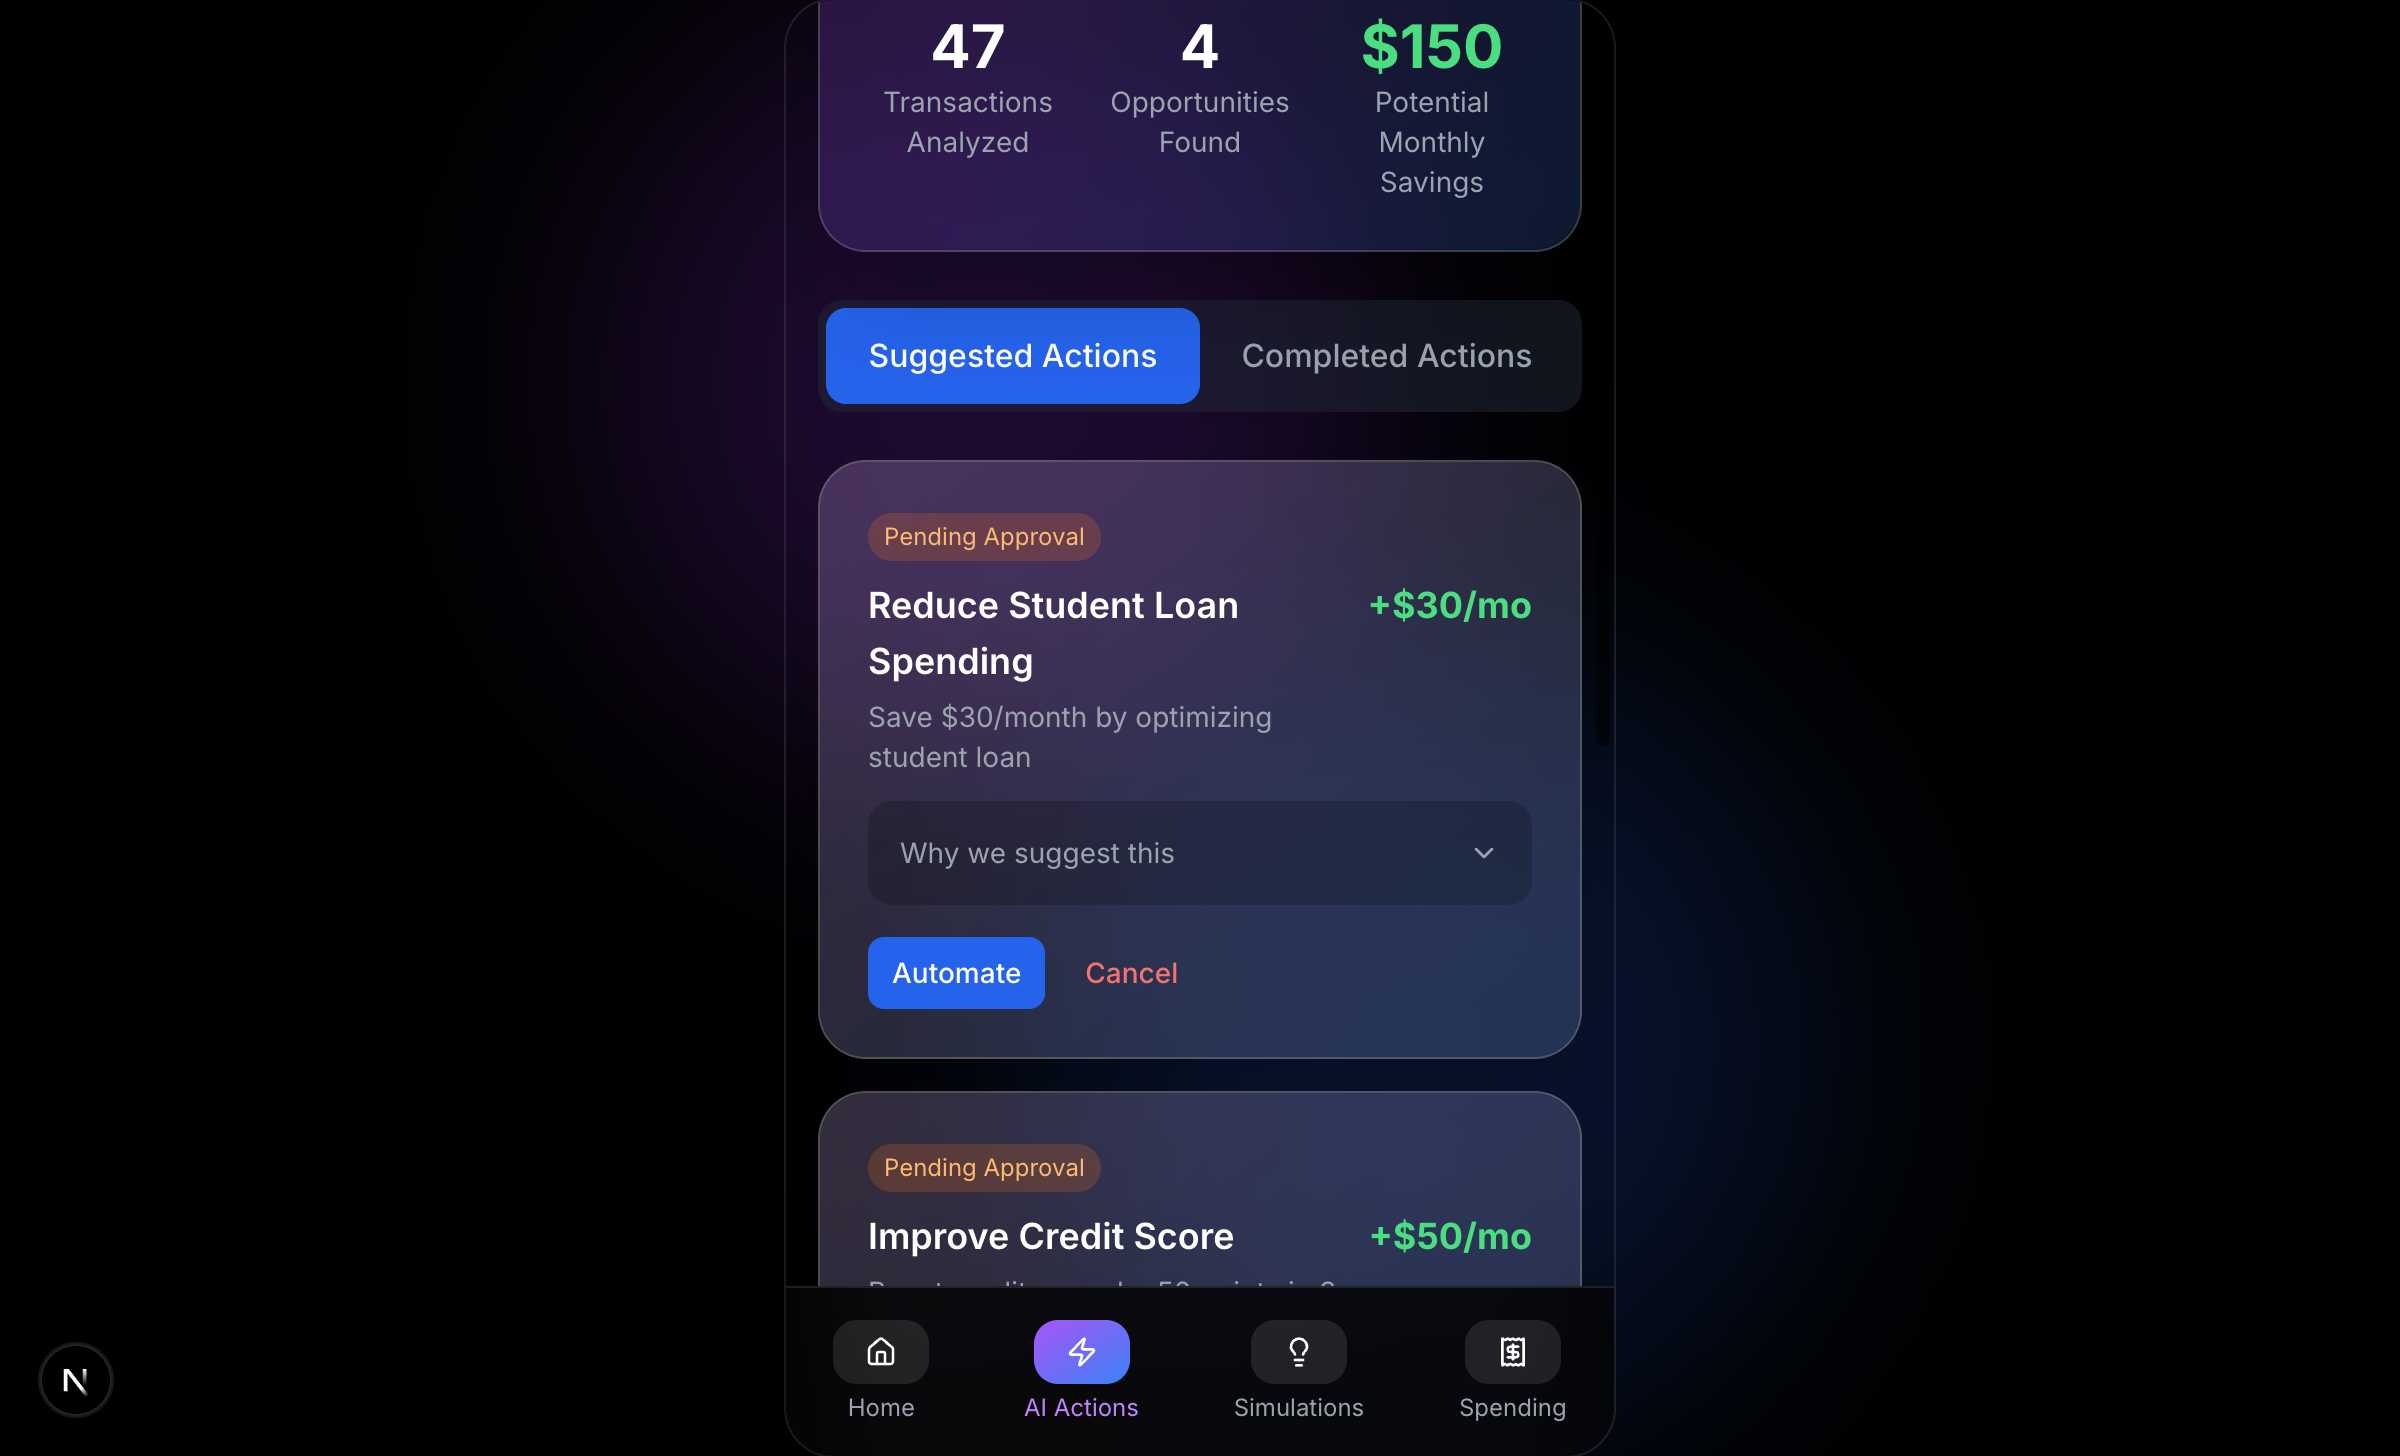 47
Transactions
Analyzed
4
Opportunities
Found
$150
Potential
Monthly
Savings
Suggested Actions
Completed Actions
Pending Approval
Reduce Student Loan
Spending
+$30/mo
Save $30/month by optimizing
student loan
Why we suggest this
Automate
Cancel
Pending Approval
Improve Credit Score
+$50/mo
Home
AI Actions
Simulations
Spending
N